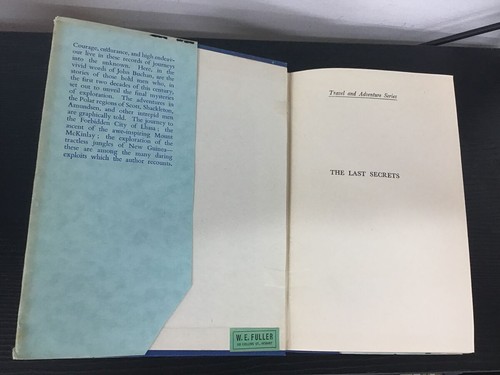 Courage, endurance, and high endeav-
our live in these records of journeys
into the unknown. Here, in the
vivid words of John Buchan, are the
stories of those bold men who, in
the first two decades of this century,
set out to unveil the final mysteries
of exploration. The adventures in
the Polar regions of Scott, Shackleton,
Amundsen, and other intrepid men
are graphically told. The journey to
the Forbidden City of Lhasa; the
ascent of the awe-inspiring Mount
McKinlay; the exploration of the
trackless jungles of New Guinea—
these are among the many daring
exploits which the author recounts.
Travel and Adventure Series
THE LAST SECRETS
W. E. FULLER